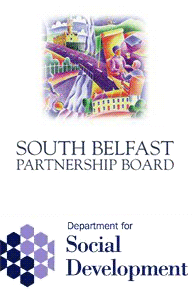 SOUTH BELFAST
PARTNERSHIP BOARD
Department for
Social
Development